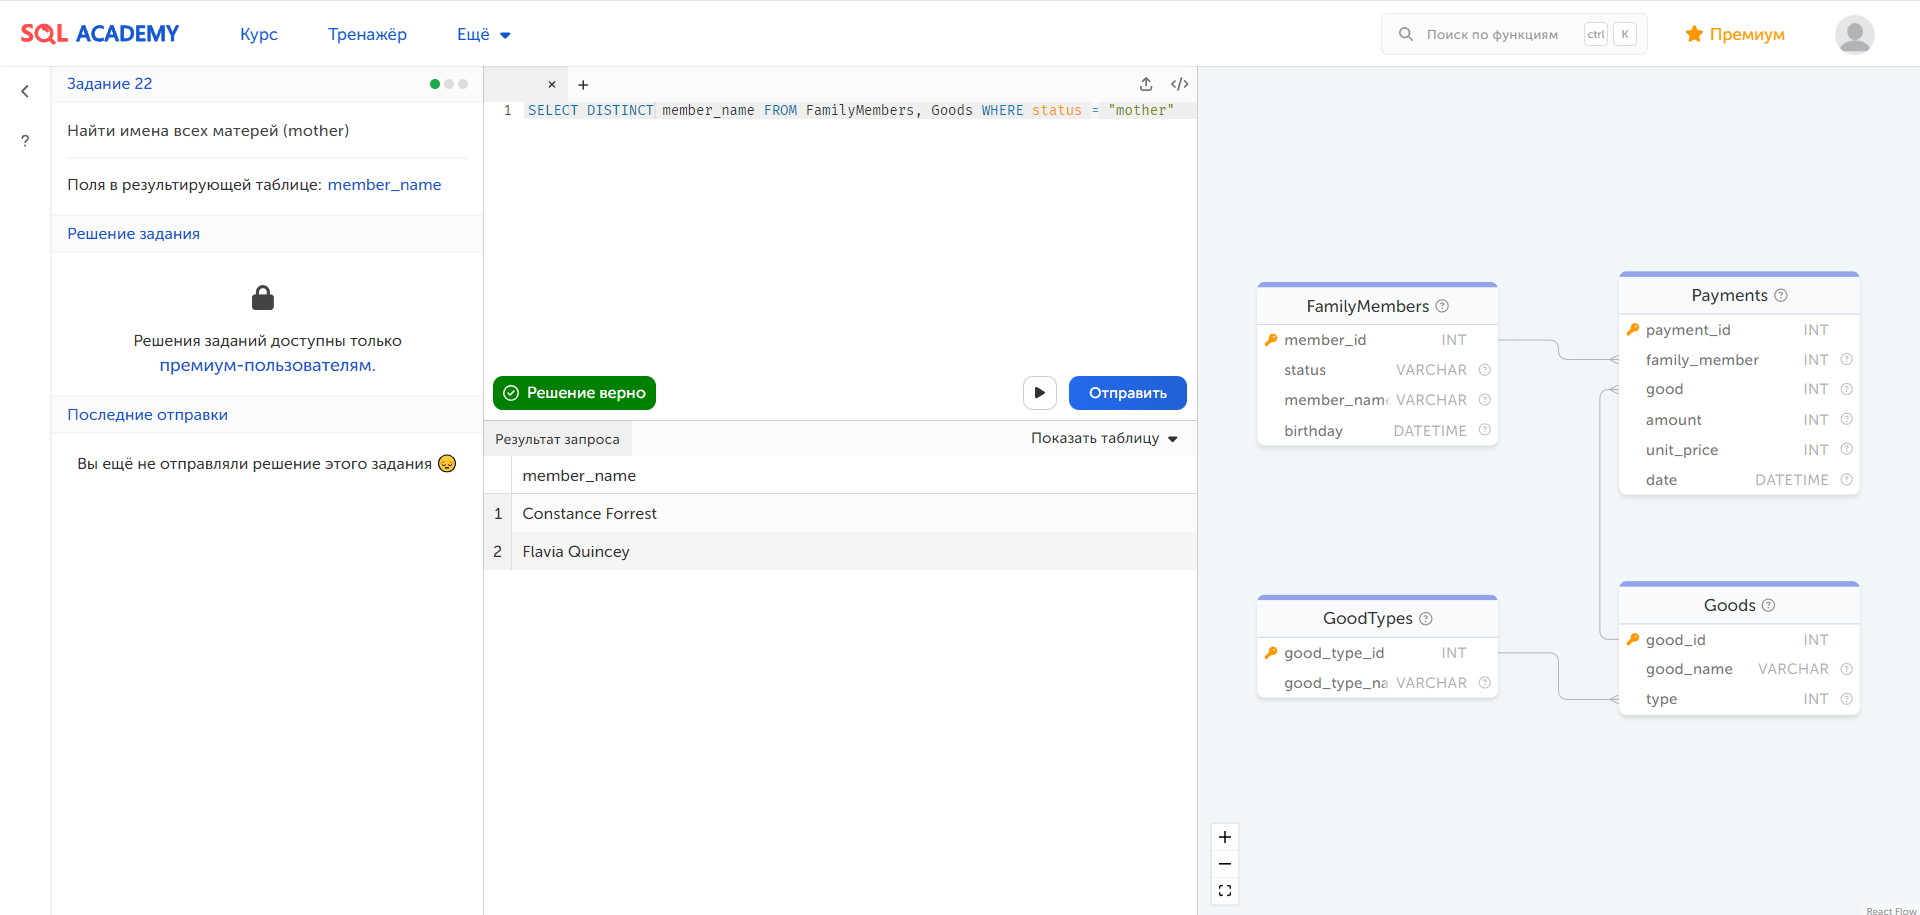 SQL ACADEMY
Курс
Тренажёр
Ещё
Поиск по функциям
ctrl
K
Премиум
Задание 22
Найти имена всех матерей (mother)
Поля в результирующей таблице: member_name
Решение задания
Решения заданий доступны только
премиум-пользователям.
Последние отправки
Вы ещё не отправляли решение этого задания
?
1 SELECT DISTINCT member_name FROM FamilyMembers, Goods WHERE status = "mother"
Решение верно
Отправить
Результат запроса
Показать таблицу
member_name
1 Constance Forrest
2 Flavia Quincey
FamilyMembers
member_id INT
status VARCHAR
member_name VARCHAR
birthday DATETIME
Payments
payment_id INT
family_member INT
good INT
amount INT
unit_price INT
date DATETIME
GoodTypes
good_type_id INT
good_type_na VARCHAR
Goods
good_id INT
good_name VARCHAR
type INT
React Flow